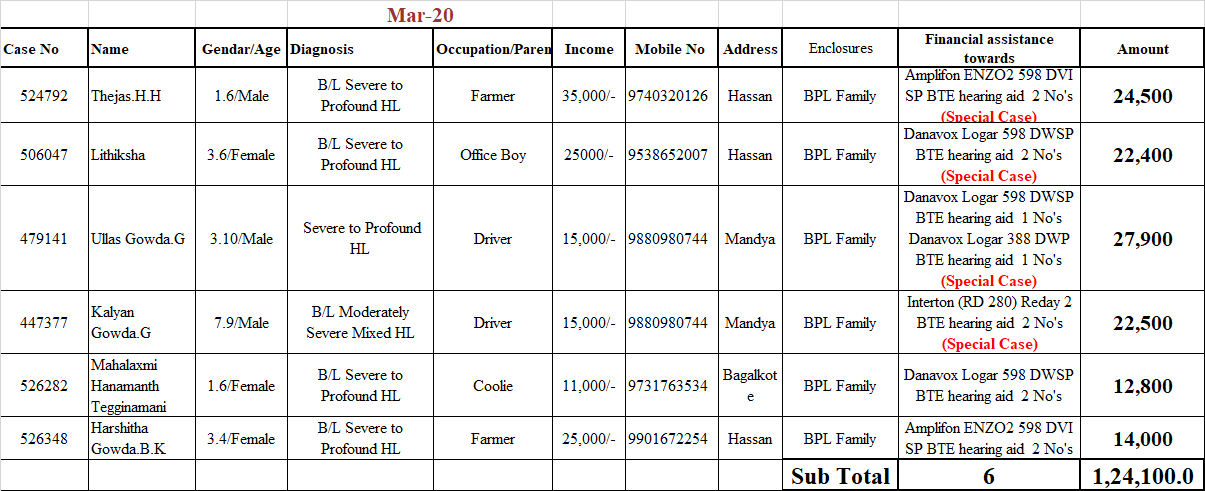 Mar-20
Case No Name Gendar/Age Diagnosis Occupation/Paren Income Mobile No Address Enclosures Financial assistance towards Amount
524792 Thejas.H.H 1.6/Male B/L Severe to Profound HL Farmer 35,000/- 9740320126 Hassan BPL Family Amplifon ENZO2 598 DVI SP BTE hearing aid 2 No's (Special Case) 24,500
506047 Lithiksha 3.6/Female B/L Severe to Profound HL Office Boy 25000/- 9538652007 Hassan BPL Family Danavox Logar 598 DWSP BTE hearing aid 2 No's (Special Case) 22,400
479141 Ullas Gowda.G 3.10/Male Severe to Profound HL Driver 15,000/- 9880980744 Mandya BPL Family Danavox Logar 598 DWSP BTE hearing aid 1 No's Danavox Logar 388 DWP BTE hearing aid 1 No's (Special Case) 27,900
447377 Kalyan Gowda.G 7.9/Male B/L Moderately Severe Mixed HL Driver 15,000/- 9880980744 Mandya BPL Family Interton (RD 280) Reday 2 BTE hearing aid 2 No's (Special Case) 22,500
526282 Mahalaxmi Hanamanth Tegginamani 1.6/Female B/L Severe to Profound HL Coolie 11,000/- 9731763534 Bagalkot e BPL Family Danavox Logar 598 DWSP BTE hearing aid 2 No's 12,800
526348 Harshitha Gowda.B.K 3.4/Female B/L Severe to Profound HL Farmer 25,000/- 9901672254 Hassan BPL Family Amplifon ENZO2 598 DVI SP BTE hearing aid 2 No's 14,000
Sub Total 6 1,24,100.0